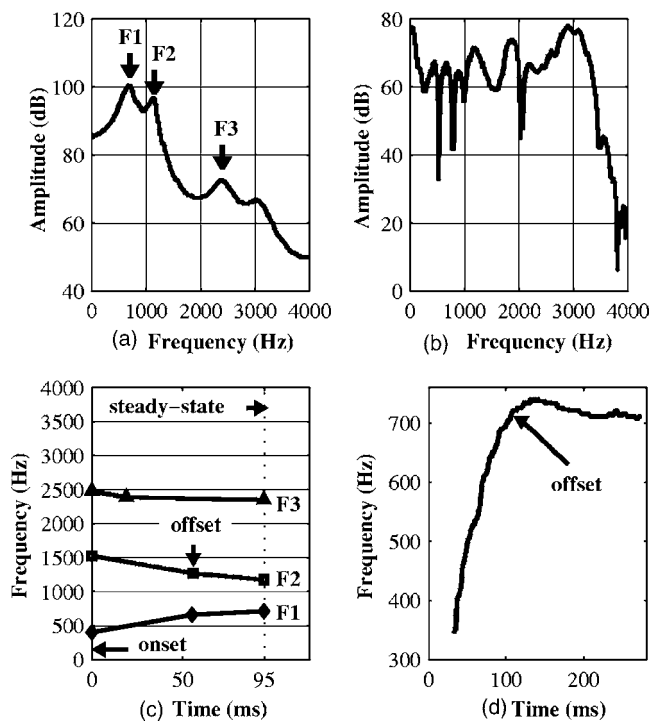 120
F1
F2
100
F3
80
60
40
Amplitude (dB)
0 1000 2000 3000 4000
(a) Frequency (Hz)
80
60
40
20
0
Amplitude (dB)
0 1000 2000 3000 4000
(b) Frequency (Hz)
4000
3500
3000
2500
2000
1500
1000
500
0
Frequency (Hz)
steady-state
F3
offset
F2
F1
onset
0 50 95
(c) Time (ms)
700
600
500
400
300
Frequency (Hz)
offset
0 100 200
(d) Time (ms)